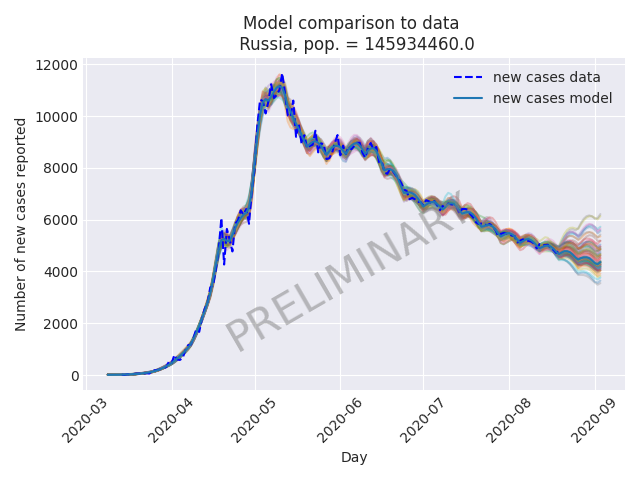 Model comparison to data
Russia, pop. = 145934460.0
new cases data
new cases model
Number of new cases reported
12000
10000
8000
6000
4000
2000
0
PRELIMINARY
2020-03
2020-04
2020-05
2020-06
2020-07
2020-08
2020-09
Day